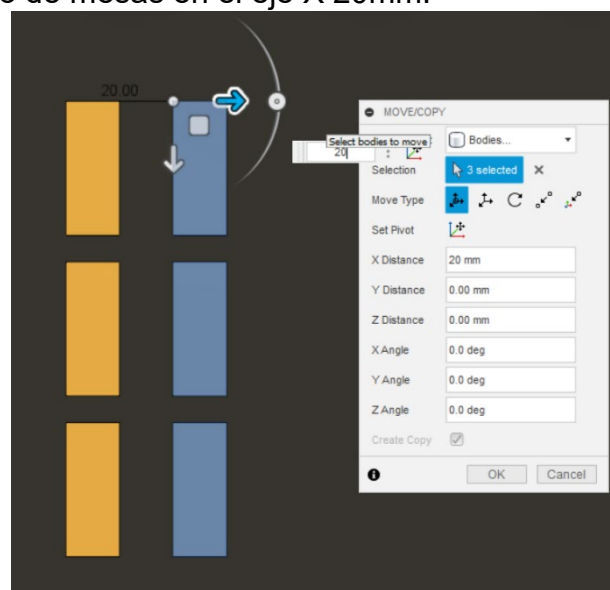 de mesas en el eje X 20mm.
20.00
MOVE/COPY
Select bodies to move
Bodies...
20
Selection
3 selected
Move Type
Set Pivot
X Distance
20 mm
Y Distance
0.00 mm
Z Distance
0.00 mm
X Angle
0.0 deg
Y Angle
0.0 deg
Z Angle
0.0 deg
Create Copy
OK
Cancel